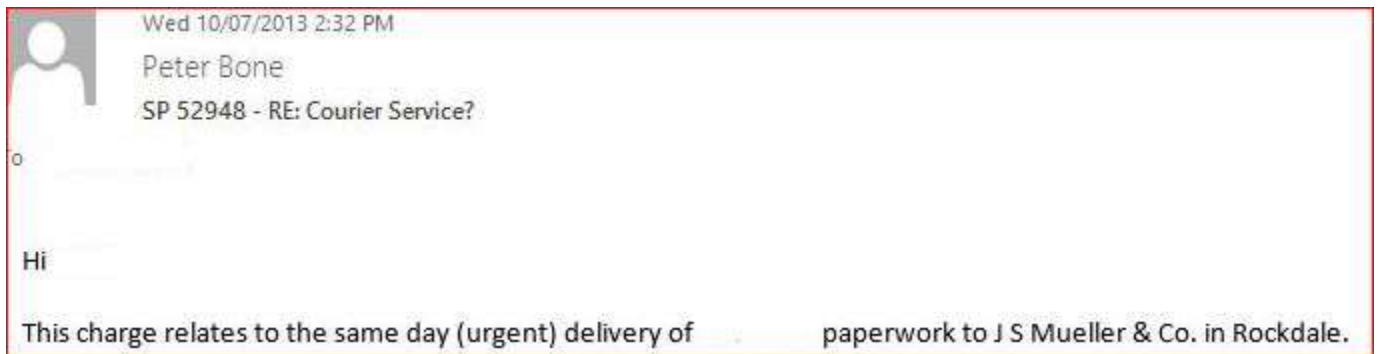 Wed 10/07/2013 2:32 PM
Peter Bone
SP 52948 - RE: Courier Service?
o
Hi
This charge relates to the same day (urgent) delivery of paperwork to J S Mueller & Co. in Rockdale.